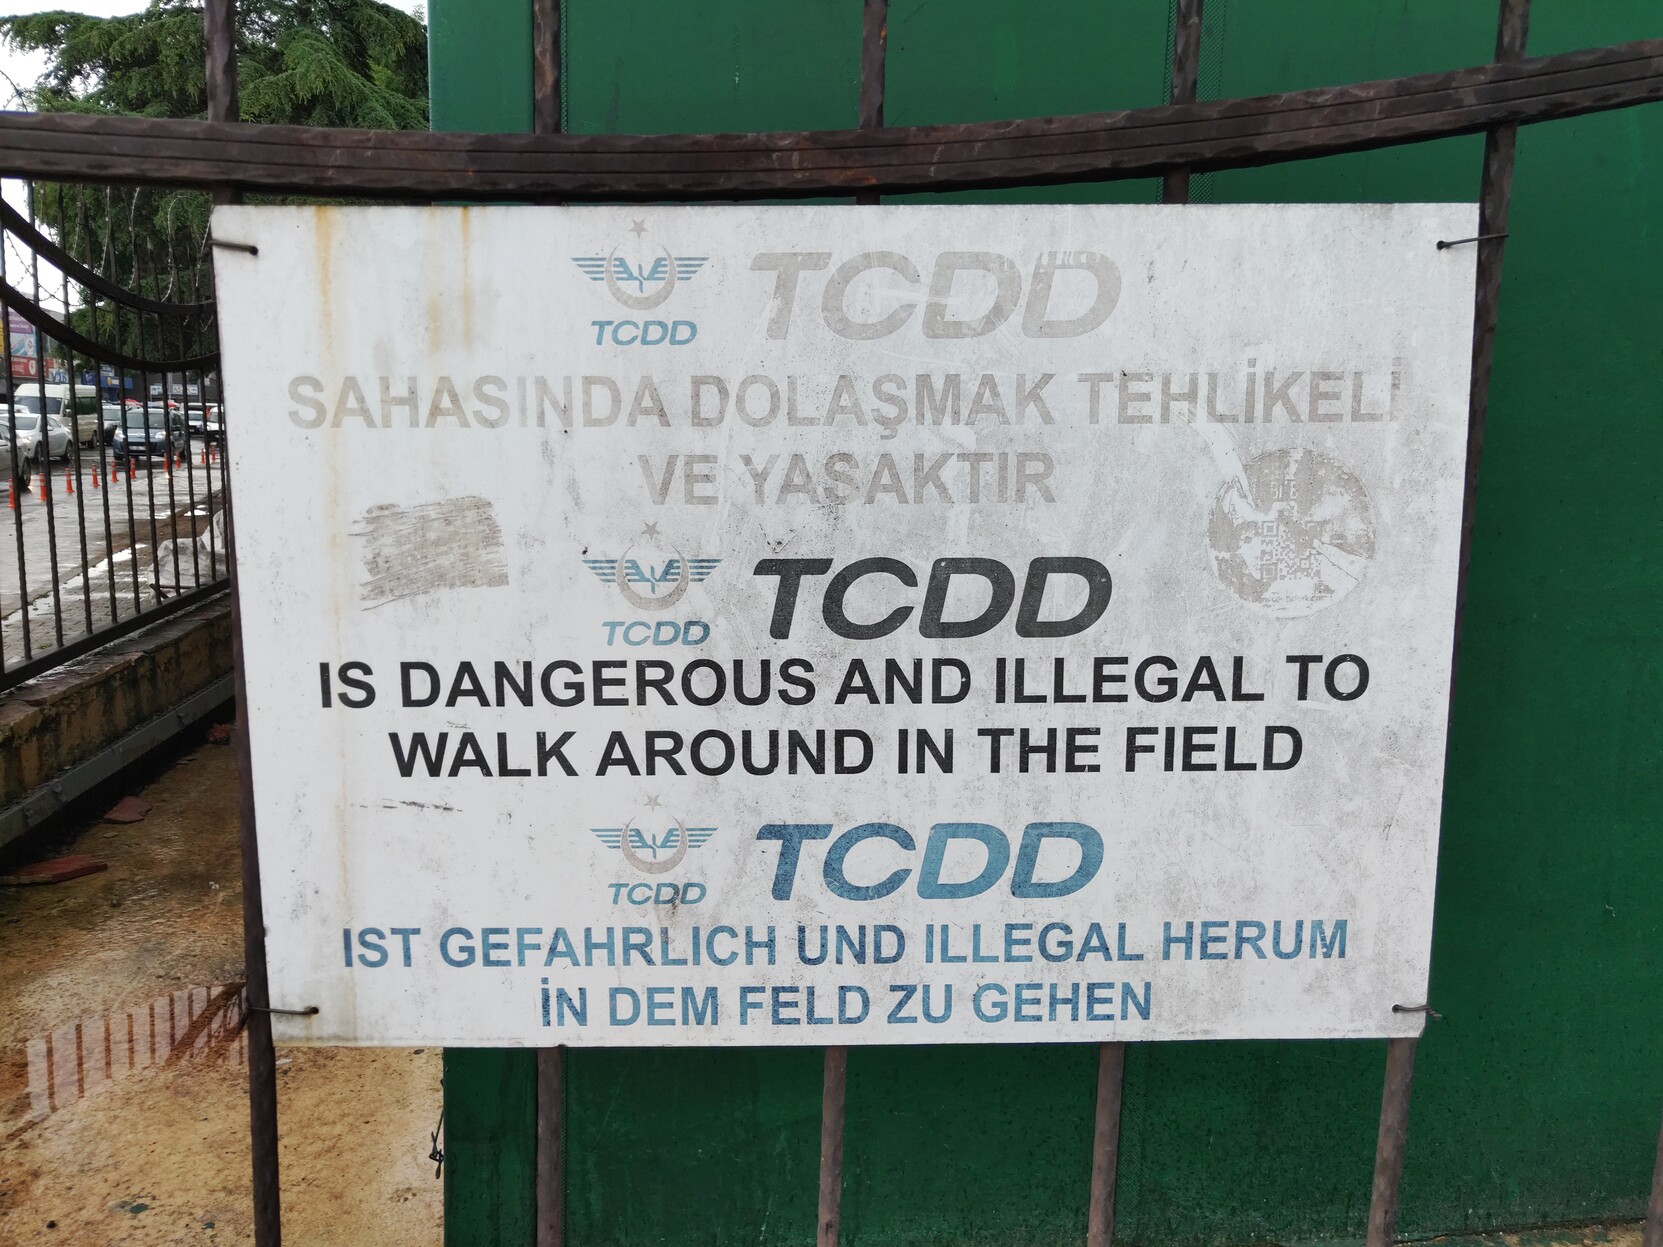 TCDD TCDD
SAHASINDA DOLAŞMAK TEHLİKELİ
VE YASAKTIR
TCDD TCDD
IS DANGEROUS AND ILLEGAL TO
WALK AROUND IN THE FIELD
TCDD TCDD
IST GEFAHRLICH UND ILLEGAL HERUM
İN DEM FELD ZU GEHEN